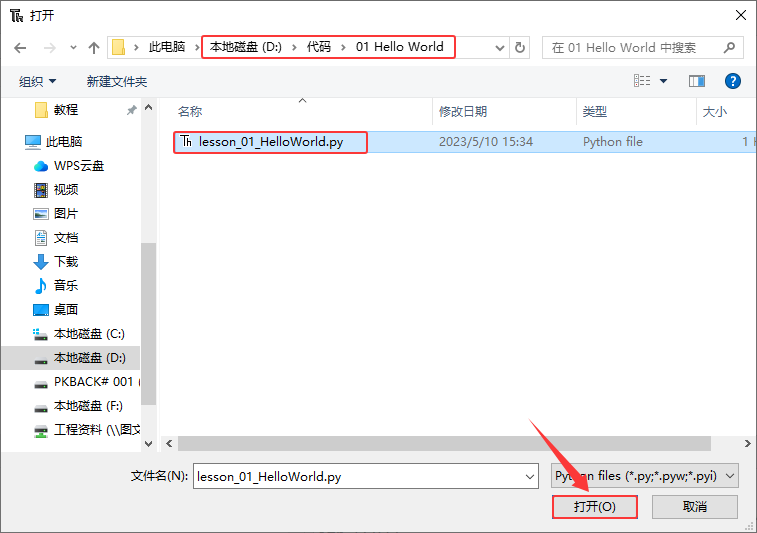 打开
此电脑 本地磁盘 (D:) 代码 01 Hello World 在 01 Hello World 中搜索
组织 新建文件夹
名称 修改日期 类型 大小
lesson_01_HelloWorld.py 2023/5/10 15:34 Python file 1
教程
此电脑
WPS云盘
视频
图片
文档
下载
音乐
桌面
本地磁盘 (C:)
本地磁盘 (D:)
PKBACK# 001 (
本地磁盘 (F:)
工程资料 (\\图文
文件名(N): lesson_01_HelloWorld.py Python files (*.py;*.pyw;*.pyi)
打开(O) 取消